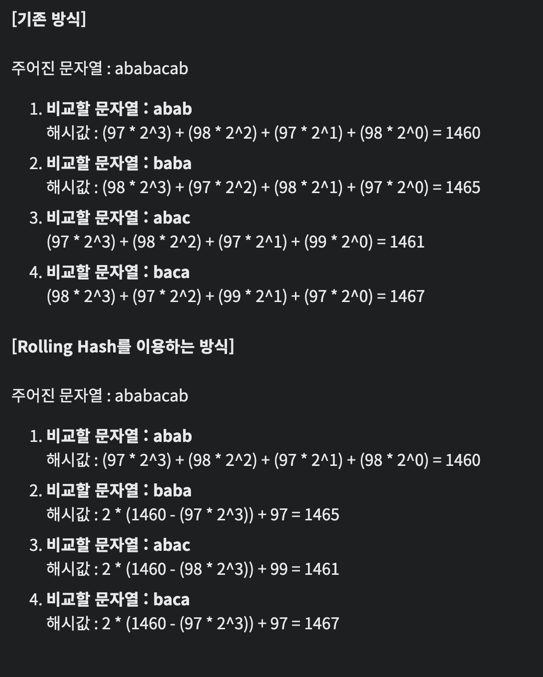 [기존 방식]
주어진 문자열 : ababacab
1. 비교할 문자열 : abab
해시값 : (97 * 2^3) + (98 * 2^2) + (97 * 2^1) + (98 * 2^0) = 1460
2. 비교할 문자열 : baba
해시값 : (98 * 2^3) + (97 * 2^2) + (98 * 2^1) + (97 * 2^0) = 1465
3. 비교할 문자열 : abac
(97 * 2^3) + (98 * 2^2) + (97 * 2^1) + (99 * 2^0) = 1461
4. 비교할 문자열 : baca
(98 * 2^3) + (97 * 2^2) + (99 * 2^1) + (97 * 2^0) = 1467
[Rolling Hash를 이용하는 방식]
주어진 문자열 : ababacab
1. 비교할 문자열 : abab
해시값 : (97 * 2^3) + (98 * 2^2) + (97 * 2^1) + (98 * 2^0) = 1460
2. 비교할 문자열 : baba
해시값 : 2 * (1460 - (97 * 2^3)) + 97 = 1465
3. 비교할 문자열 : abac
해시값 : 2 * (1460 - (98 * 2^3)) + 99 = 1461
4. 비교할 문자열 : baca
해시값 : 2 * (1460 - (97 * 2^3)) + 97 = 1467